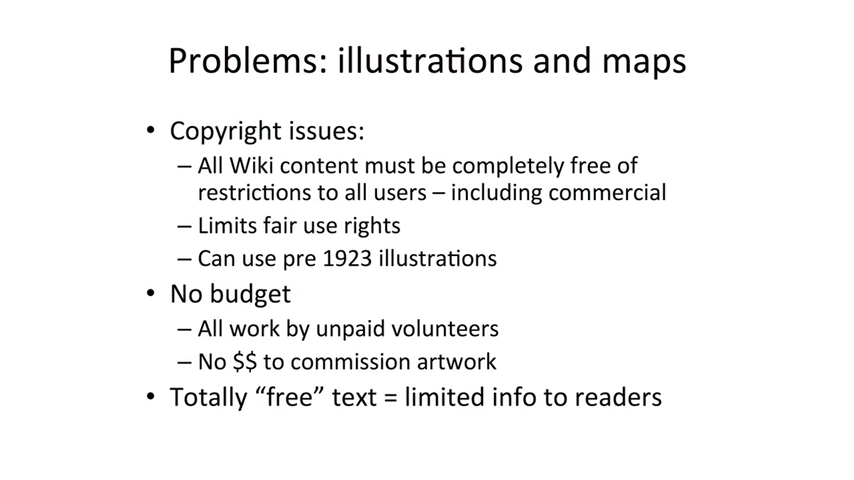 Problems: illustrations and maps
• Copyright issues:
– All Wiki content must be completely free of
restrictions to all users – including commercial
– Limits fair use rights
– Can use pre 1923 illustrations
• No budget
– All work by unpaid volunteers
– No $$ to commission artwork
• Totally “free” text = limited info to readers